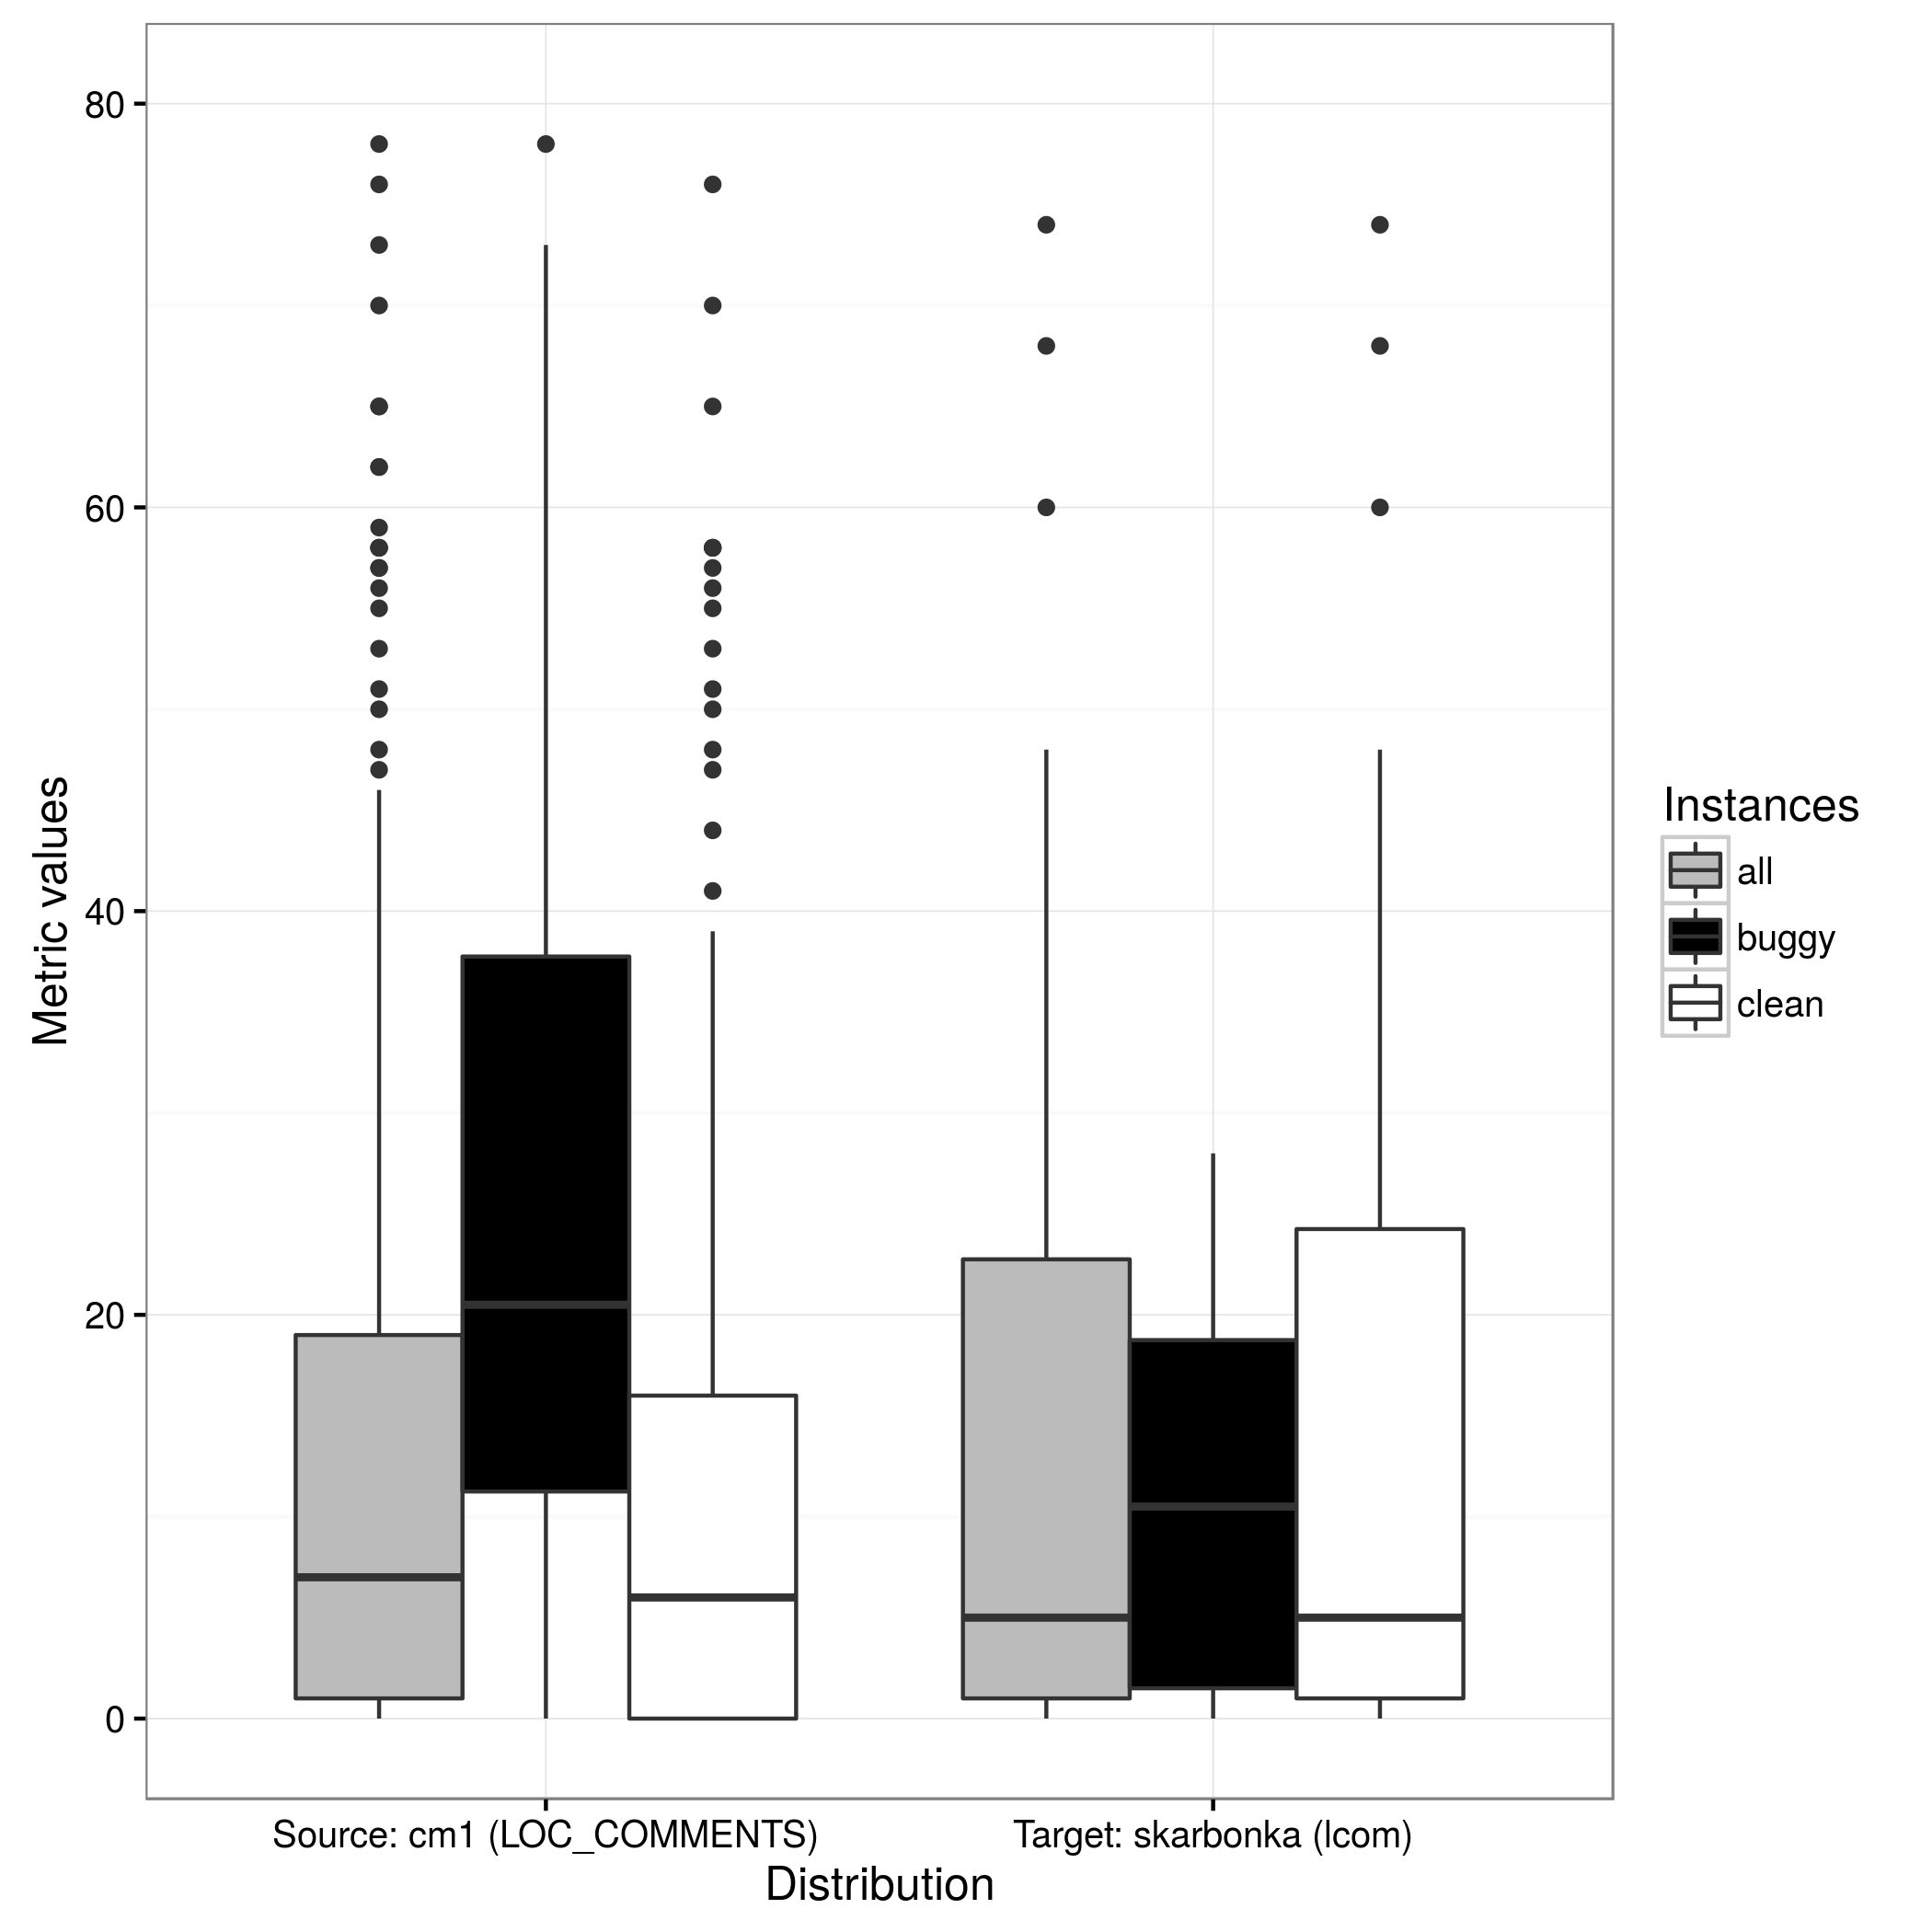 80
60
40
20
0
Metric values
Source: cm1 (LOC_COMMENTS)
Target: skarbonka (lcom)
Distribution
Instances
all
buggy
clean